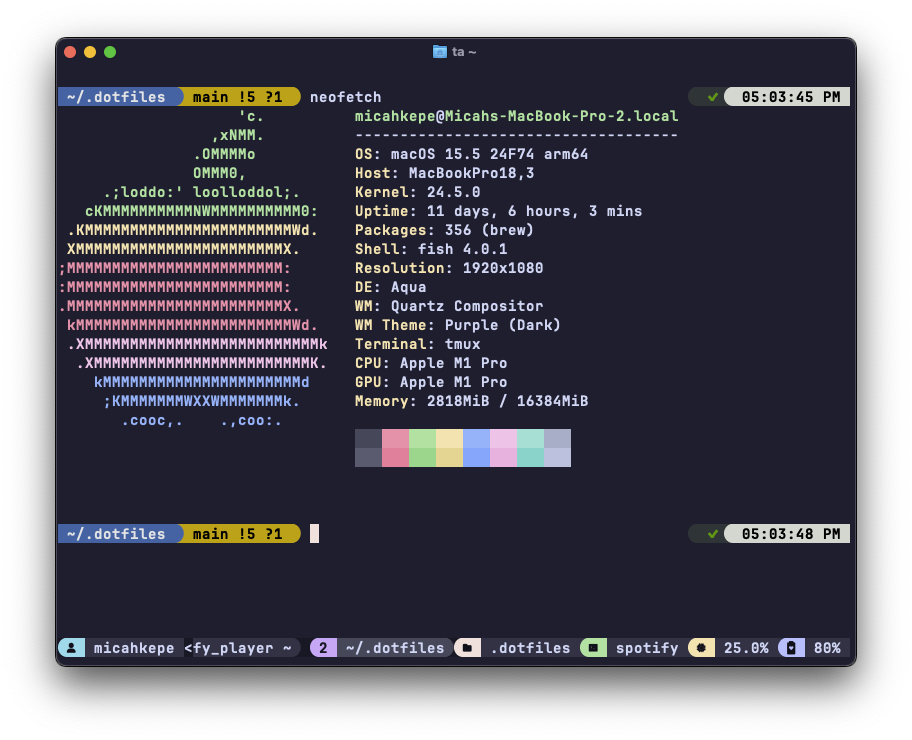 ta ~
~/.dotfiles main !5 ?1 neofetch ✔ 05:03:45 PM
'c. micahkepe@Micahs-MacBook-Pro-2.local
,xNMM. ------------------------------------
.OMMMMo OS: macOS 15.5 24F74 arm64
OMMM0, Host: MacBookPro18,3
.;loddo:' loolloddol;. Kernel: 24.5.0
cKMMMMMMMMMMNWMMMMMMMMMM0: Uptime: 11 days, 6 hours, 3 mins
.KMMMMMMMMMMMMMMMMMMMMMMMWd. Packages: 356 (brew)
XMMMMMMMMMMMMMMMMMMMMMMMX. Shell: fish 4.0.1
;MMMMMMMMMMMMMMMMMMMMMMMM: Resolution: 1920x1080
:MMMMMMMMMMMMMMMMMMMMMMMM: DE: Aqua
.MMMMMMMMMMMMMMMMMMMMMMMMX. WM: Quartz Compositor
kMMMMMMMMMMMMMMMMMMMMMMMMWd. WM Theme: Purple (Dark)
.XMMMMMMMMMMMMMMMMMMMMMMMMMMk Terminal: tmux
.XMMMMMMMMMMMMMMMMMMMMMMMMK. CPU: Apple M1 Pro
kMMMMMMMMMMMMMMMMMMMMMMd GPU: Apple M1 Pro
;KMMMMMMMWXXWMMMMMMMk. Memory: 2818MiB / 16384MiB
.cooc,. .,coo:.
~/.dotfiles main !5 ?1 ✔ 05:03:48 PM
micahkepe <fy_player ~ 2 ~/.dotfiles .dotfiles spotify 25.0% 80%